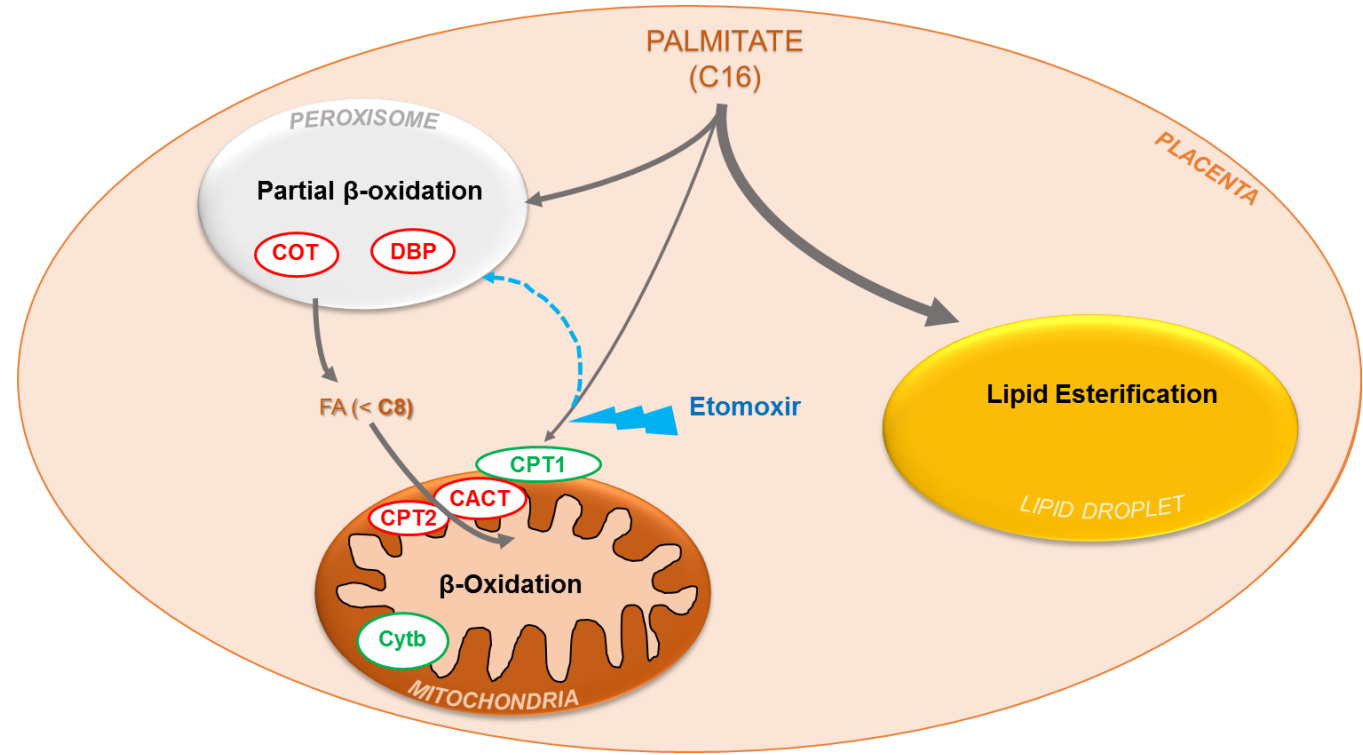 PALMITATE
(C16)
PEROXISOME
PLACENTA
Partial β-oxidation
COT
DBP
Lipid Esterification
FA (< C8)
Etomoxir
CPT1
CACT
CPT2
LIPID DROPLET
β-Oxidation
Cytb
MITOCHONDRIA